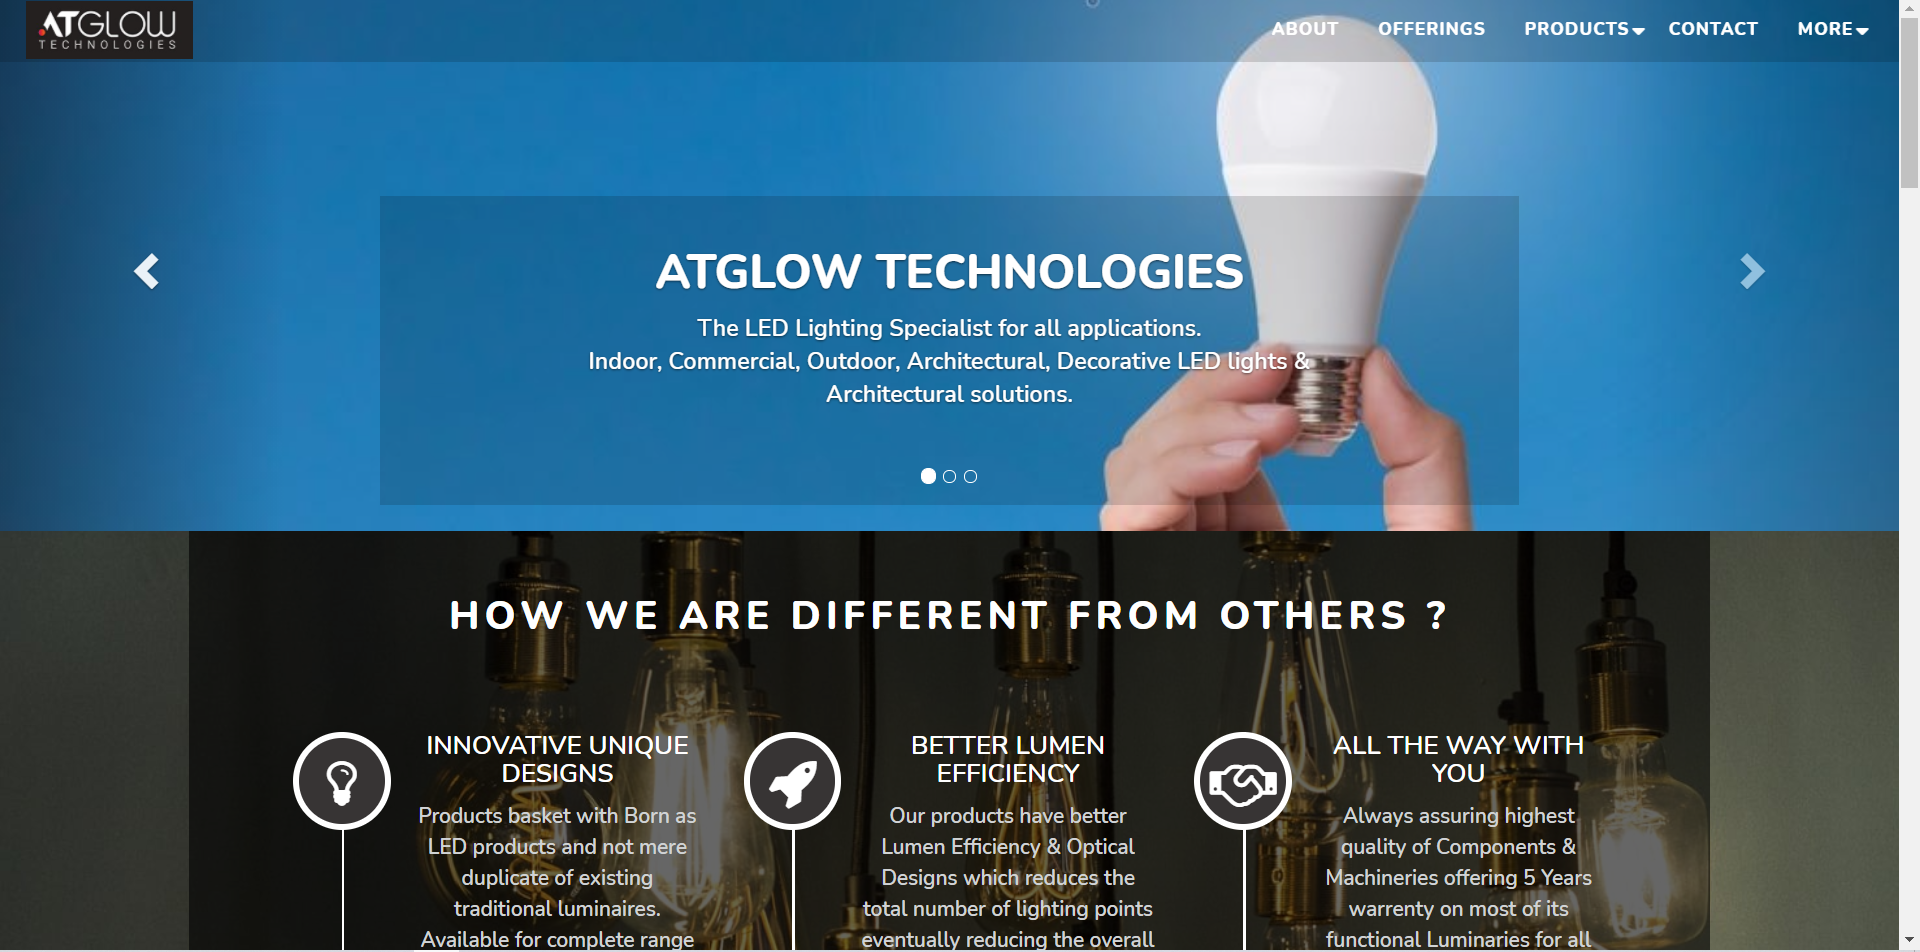 ATGLOW
TECHNOLOGIES
ABOUT
OFFERINGS
PRODUCTS
CONTACT
MORE
ATGLOW TECHNOLOGIES
The LED Lighting Specialist for all applications.
Indoor, Commercial, Outdoor, Architectural, Decorative LED lights &
Architectural solutions.
HOW WE ARE DIFFERENT FROM OTHERS ?
INNOVATIVE UNIQUE
DESIGNS
Products basket with Born as
LED products and not mere
duplicate of existing
traditional luminaires.
Available for complete range
BETTER LUMEN
EFFICIENCY
Our products have better
Lumen Efficiency & Optical
Designs which reduces the
total number of lighting points
eventually reducing the overall
ALL THE WAY WITH
YOU
Always assuring highest
quality of Components &
Machineries offering 5 Years
warrenty on most of its
functional Luminaries for all